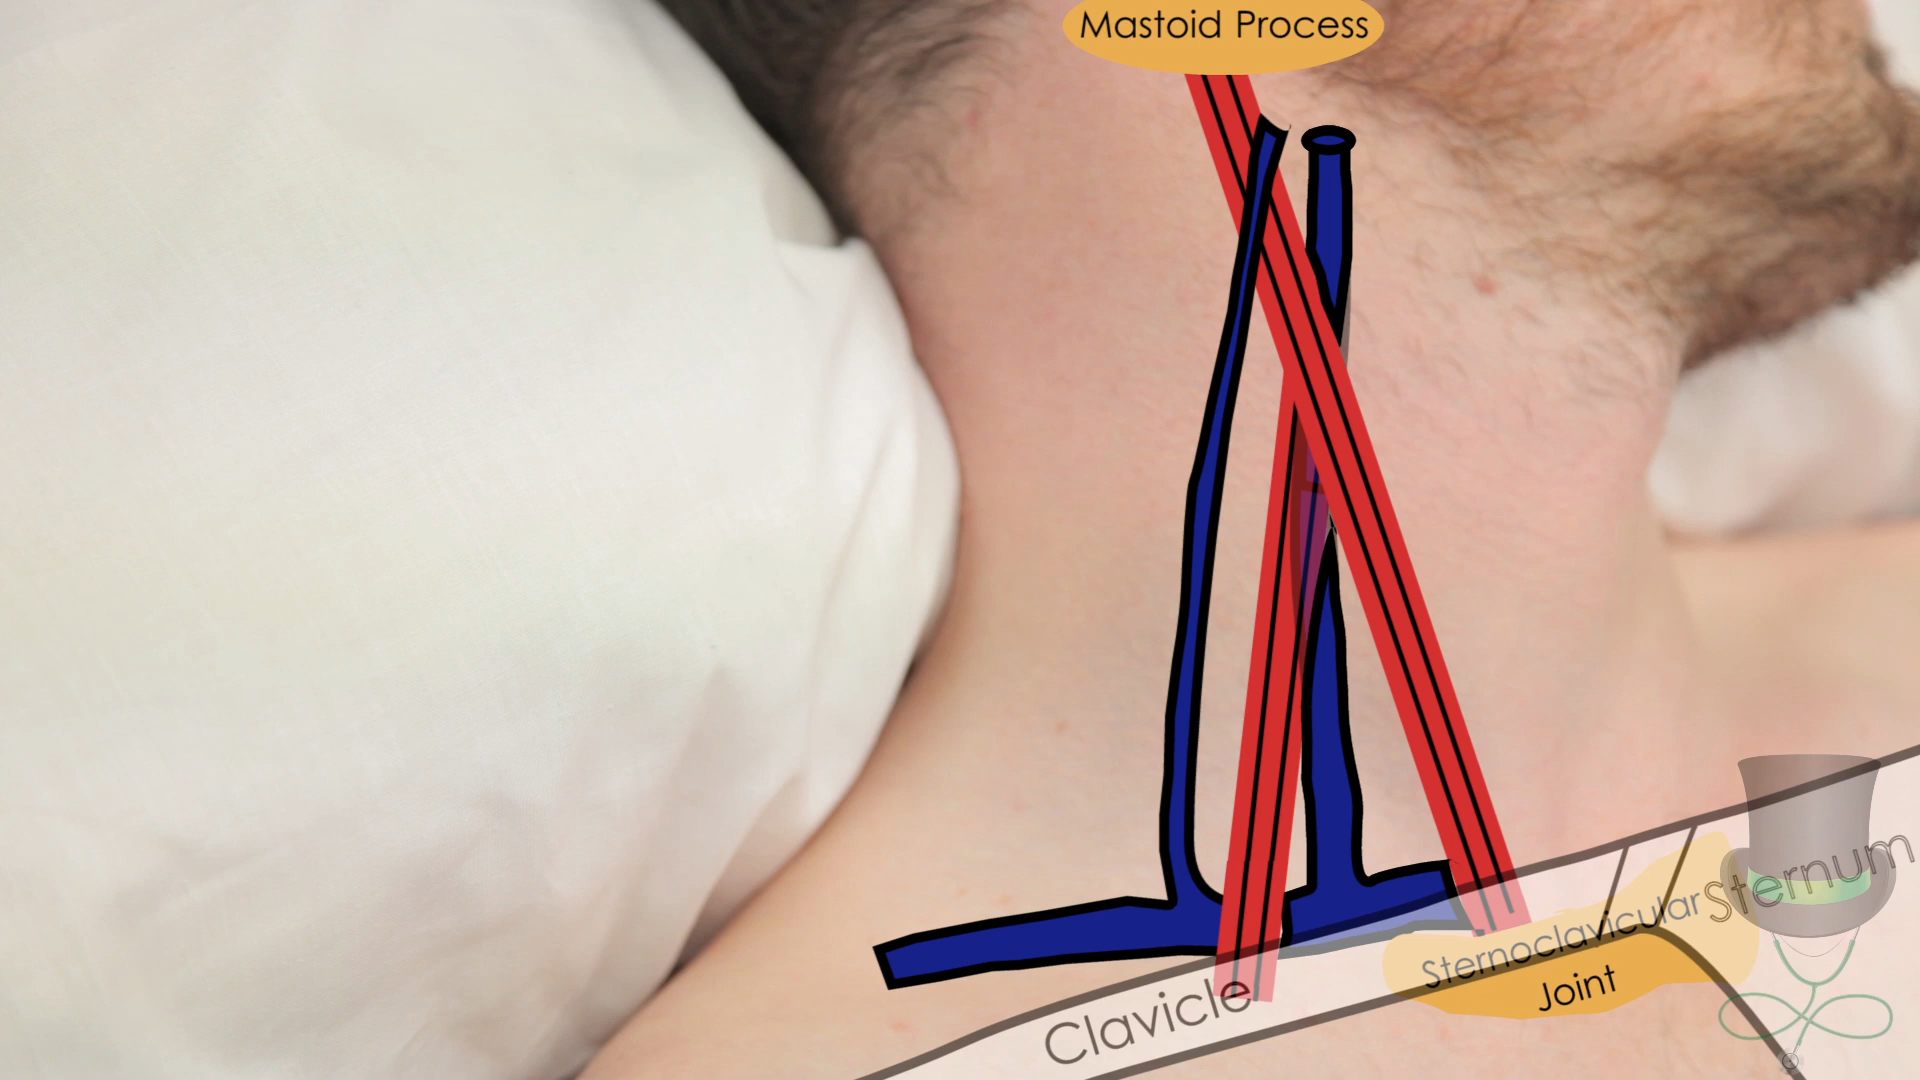 Mastoid Process
Sternum
Sternoclavicular
Joint
Clavicle